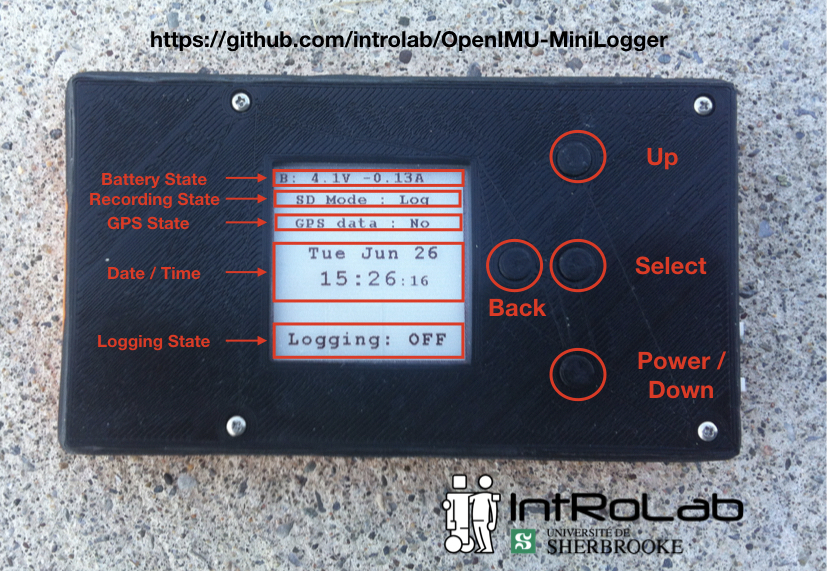 https://github.com/introlab/OpenIMU-MiniLogger
Battery State
B: 4.1V -0.13A
Recording State
SD Mode : Log
GPS State
GPS data : No
Date / Time
Tue Jun 26
15:26:16
Logging State
Logging: OFF
Up
Back
Select
Power /
Down
IntRoLab
S
UNIVERSITÉ DE
SHERBROOKE